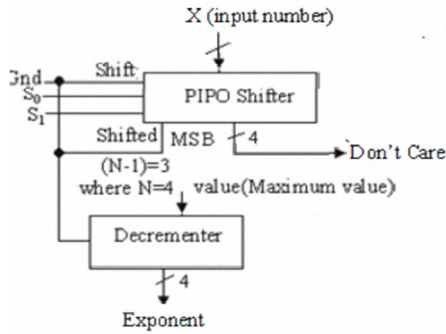 X (input number)
Gnd
Shift
S0
S1
PIPO Shifter
Shifted
MSB
4
Don't Care
(N-1)=3
where N=4
value(Maximum value)
Decrementer
4
Exponent